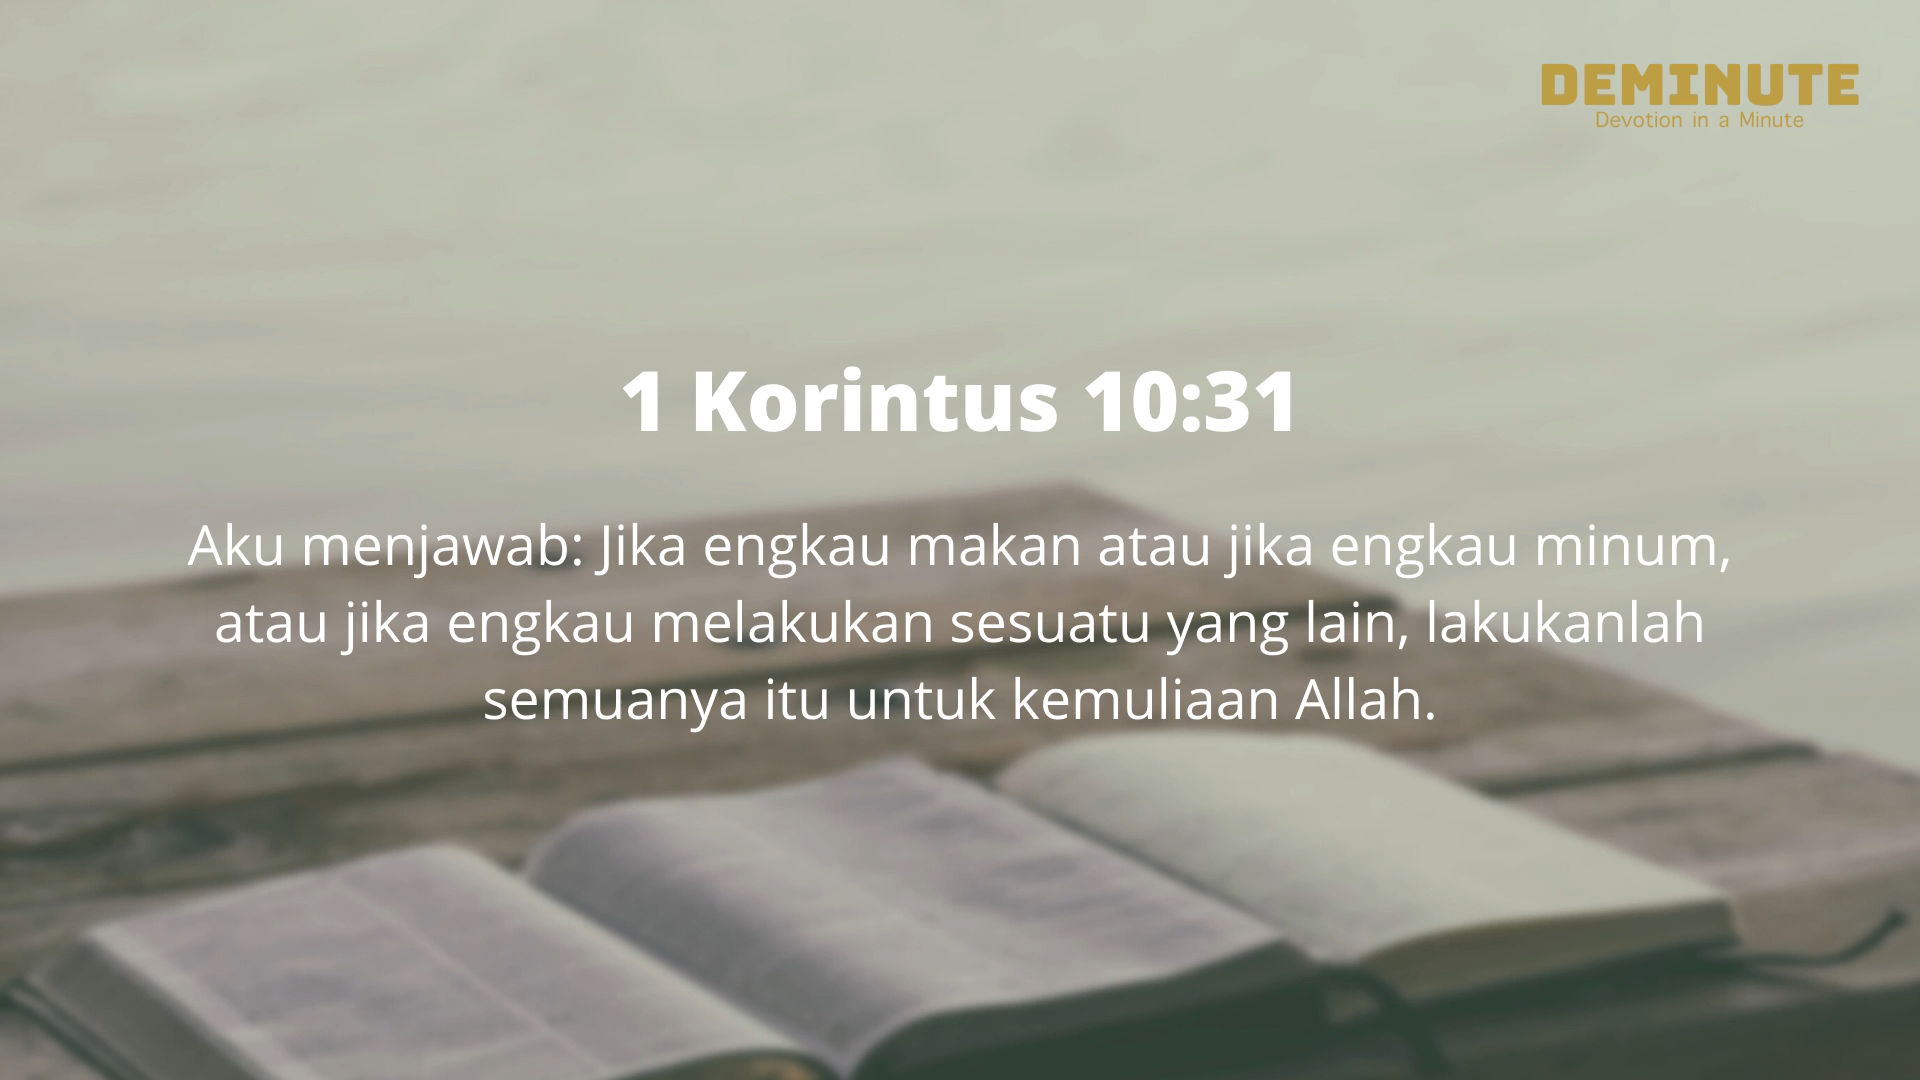 DEMINUTE
Devotion in a Minute
1 Korintus 10:31
Aku menjawab: Jika engkau makan atau jika engkau minum,
atau jika engkau melakukan sesuatu yang lain, lakukanlah
semuanya itu untuk kemuliaan Allah.